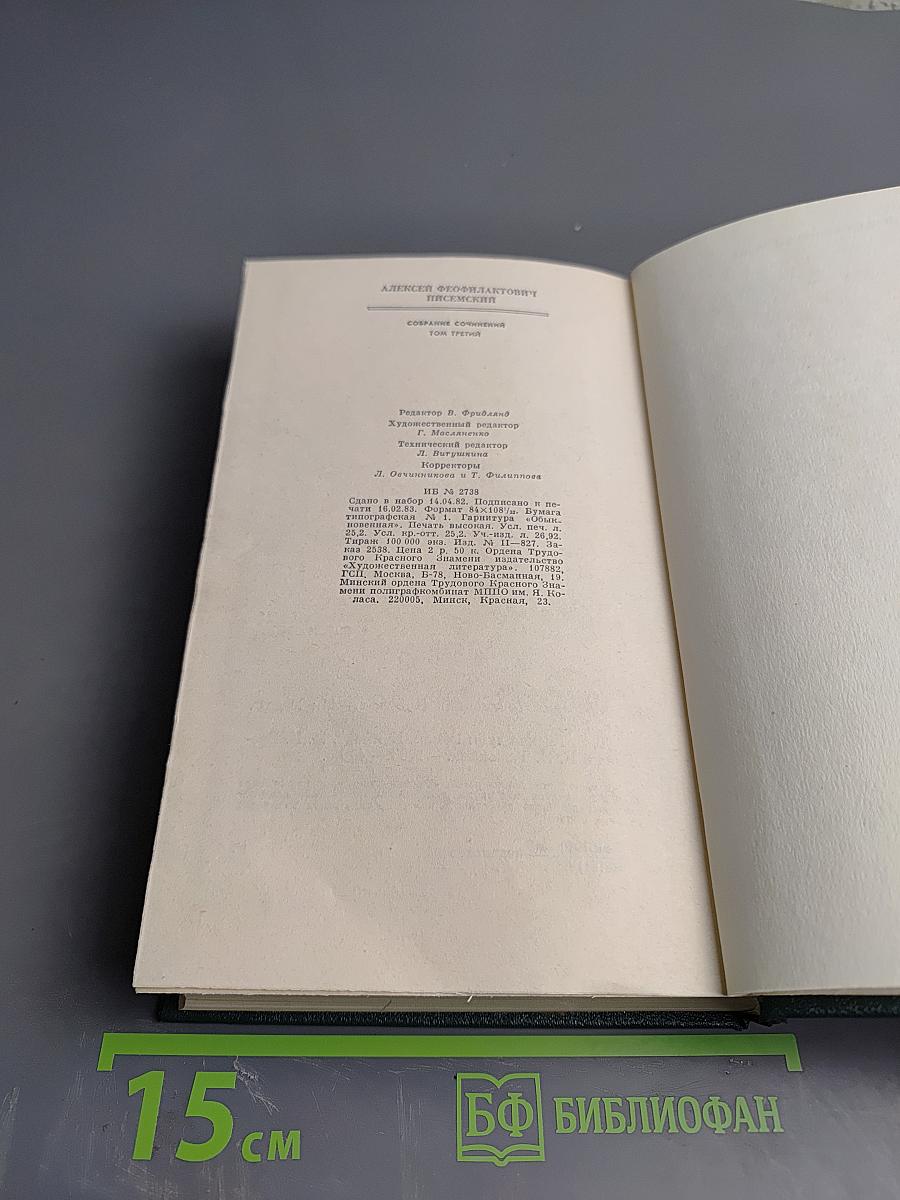 АЛЕКСЕЙ ФЕОФИЛАКТОВИЧ
ПИСЕМСКИЙ
СОБРАНИЕ СОЧИНЕНИЙ
ТОМ ТРЕТИЙ
Редактор В. Фридлянд
Художественный редактор
Г. Масляненко
Технический редактор
Л. Витушкина
Корректоры
Л. Овчинникова и Т. Филиппова
ИБ № 2738
Сдано в набор 14.04.82. Подписано к пе-
чати 16.02.83. Формат 84×108¹/₃₂. Бумага
типографская № 1. Гарнитура «Обык-
новенная». Печать высокая. Усл. печ. л.
25,2. Усл. кр.-отт. 25,2. Уч.-изд. л. 26,92.
Тираж 100 000 экз. Изд. № II—827. За-
каз 2538. Цена 2 р. 50 к. Ордена Трудо-
вого Красного Знамени издательство
«Художественная литература». 107882,
ГСП, Москва, Б-78, Ново-Басманная, 19.
Минский ордена Трудового Красного Зна-
мени полиграфкомбинат МППО им. Я. Ко-
ласа. 220005, Минск, Красная, 23.
15 см
БФ БИБЛИОФАН